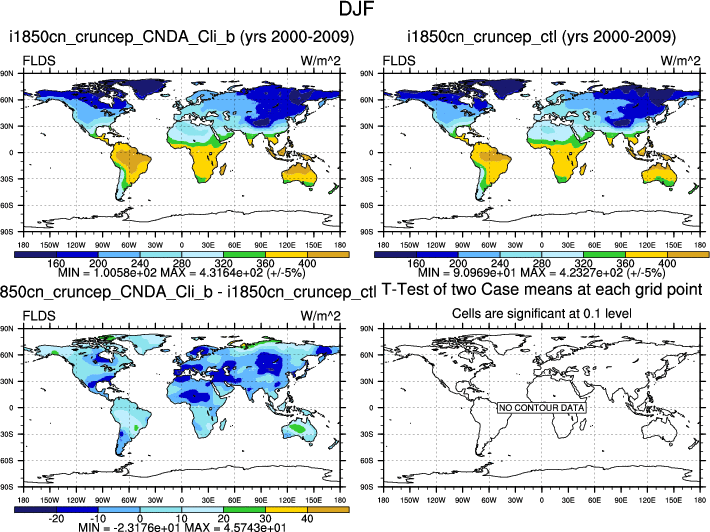 DJF
i1850cn_cruncep_CNDA_Cli_b (yrs 2000-2009)
i1850cn_cruncep_ctl (yrs 2000-2009)
FLDS W/m^2
FLDS W/m^2
90N
60N
30N
0
30S
60S
90S
180 150W 120W 90W 60W 30W 0 30E 60E 90E 120E 150E 180
90N
60N
30N
0
30S
60S
90S
180 150W 120W 90W 60W 30W 0 30E 60E 90E 120E 150E 180
160 200 240 280 320 360 400
MIN = 1.0058e+02 MAX = 4.3164e+02 (+/-5%)
160 200 240 280 320 360 400
MIN = 9.0969e+01 MAX = 4.2327e+02 (+/-5%)
850cn_cruncep_CNDA_Cli_b - i1850cn_cruncep_ctl
T-Test of two Case means at each grid point
FLDS W/m^2
Cells are significant at 0.1 level
90N
60N
30N
0
30S
60S
90S
180 150W 120W 90W 60W 30W 0 30E 60E 90E 120E 150E 180
-20 -10 0 10 20 30 40
MIN = -2.3176e+01 MAX = 4.5743e+01
90N
60N
30N
0
30S
60S
90S
NO CONTOUR DATA
180 150W 120W 90W 60W 30W 0 30E 60E 90E 120E 150E 180